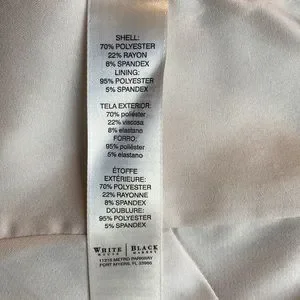 SHELL:
70% POLYESTER
22% RAYON
8% SPANDEX
LINING:
95% POLYESTER
5% SPANDEX
TELA EXTERIOR:
70% poliéster
22% viscosa
8% elastano
FORRO:
95% poliéster
5% elastano
ÉTOFFE
EXTÉRIEURE:
70% POLYESTER
22% RAYONNE
8% SPANDEX
DOUBLURE:
95% POLYESTER
5% SPANDEX
WHITE HOUSE | BLACK MARKET
11215 METRO PARKWAY
FORT MYERS, FL 33966